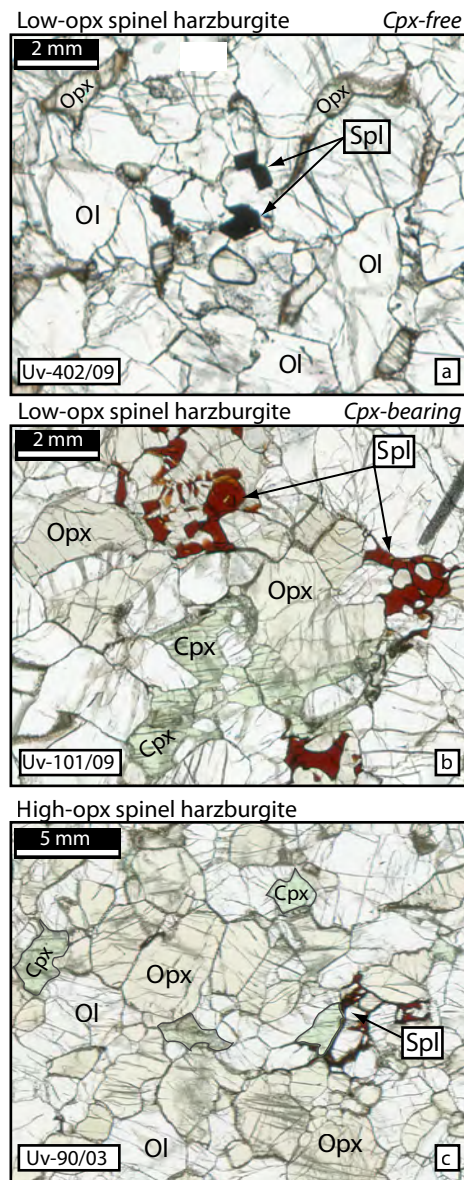 Low-opx spinel harzburgite Cpx-free
2 mm
Opx
Opx
Spl
Ol
Ol
Ol
Uv-402/09
a
Low-opx spinel harzburgite Cpx-bearing
2 mm
Spl
Opx
Opx
Cpx
Cpx
Uv-101/09
b
High-opx spinel harzburgite
5 mm
Cpx
Cpx
Opx
Ol
Spl
Ol
Opx
Uv-90/03
c